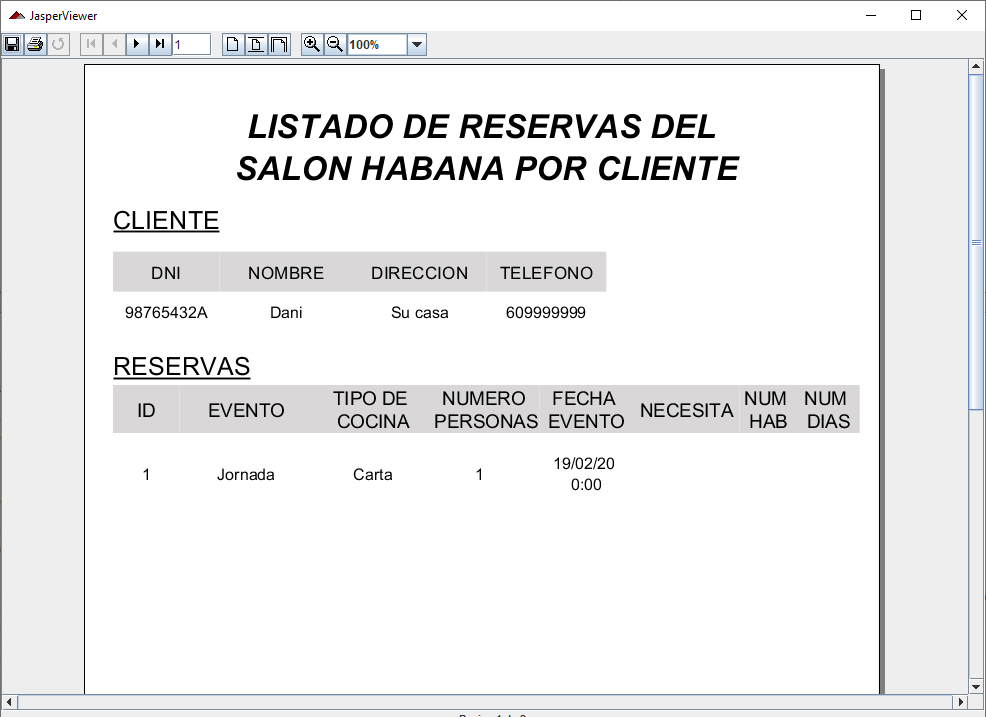 JasperViewer
1
100%
LISTADO DE RESERVAS DEL
SALON HABANA POR CLIENTE
CLIENTE
DNI NOMBRE DIRECCION TELEFONO
98765432A Dani Su casa 609999999
RESERVAS
ID EVENTO TIPO DE COCINA NUMERO PERSONAS FECHA EVENTO NECESITA NUM HAB NUM DIAS
1 Jornada Carta 1 19/02/20 0:00